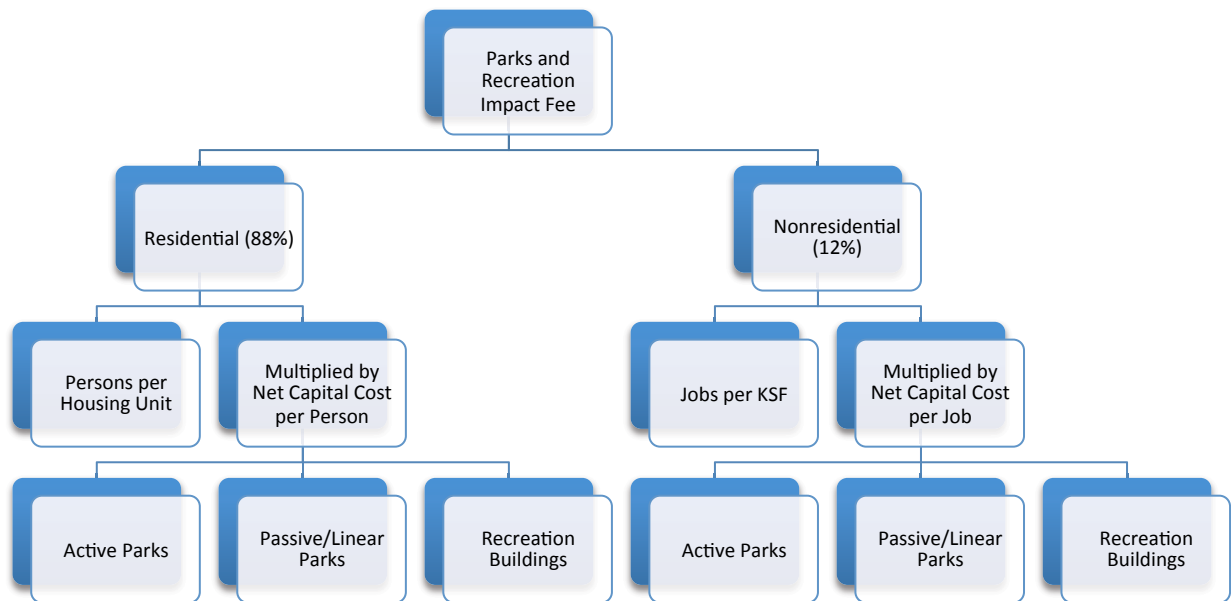 Parks and
Recreation
Impact Fee
Residential (88%)
Nonresidential
(12%)
Persons per
Housing Unit
Multiplied by
Net Capital Cost
per Person
Jobs per KSF
Multiplied by
Net Capital Cost
per Job
Active Parks
Passive/Linear
Parks
Recreation
Buildings
Active Parks
Passive/Linear
Parks
Recreation
Buildings